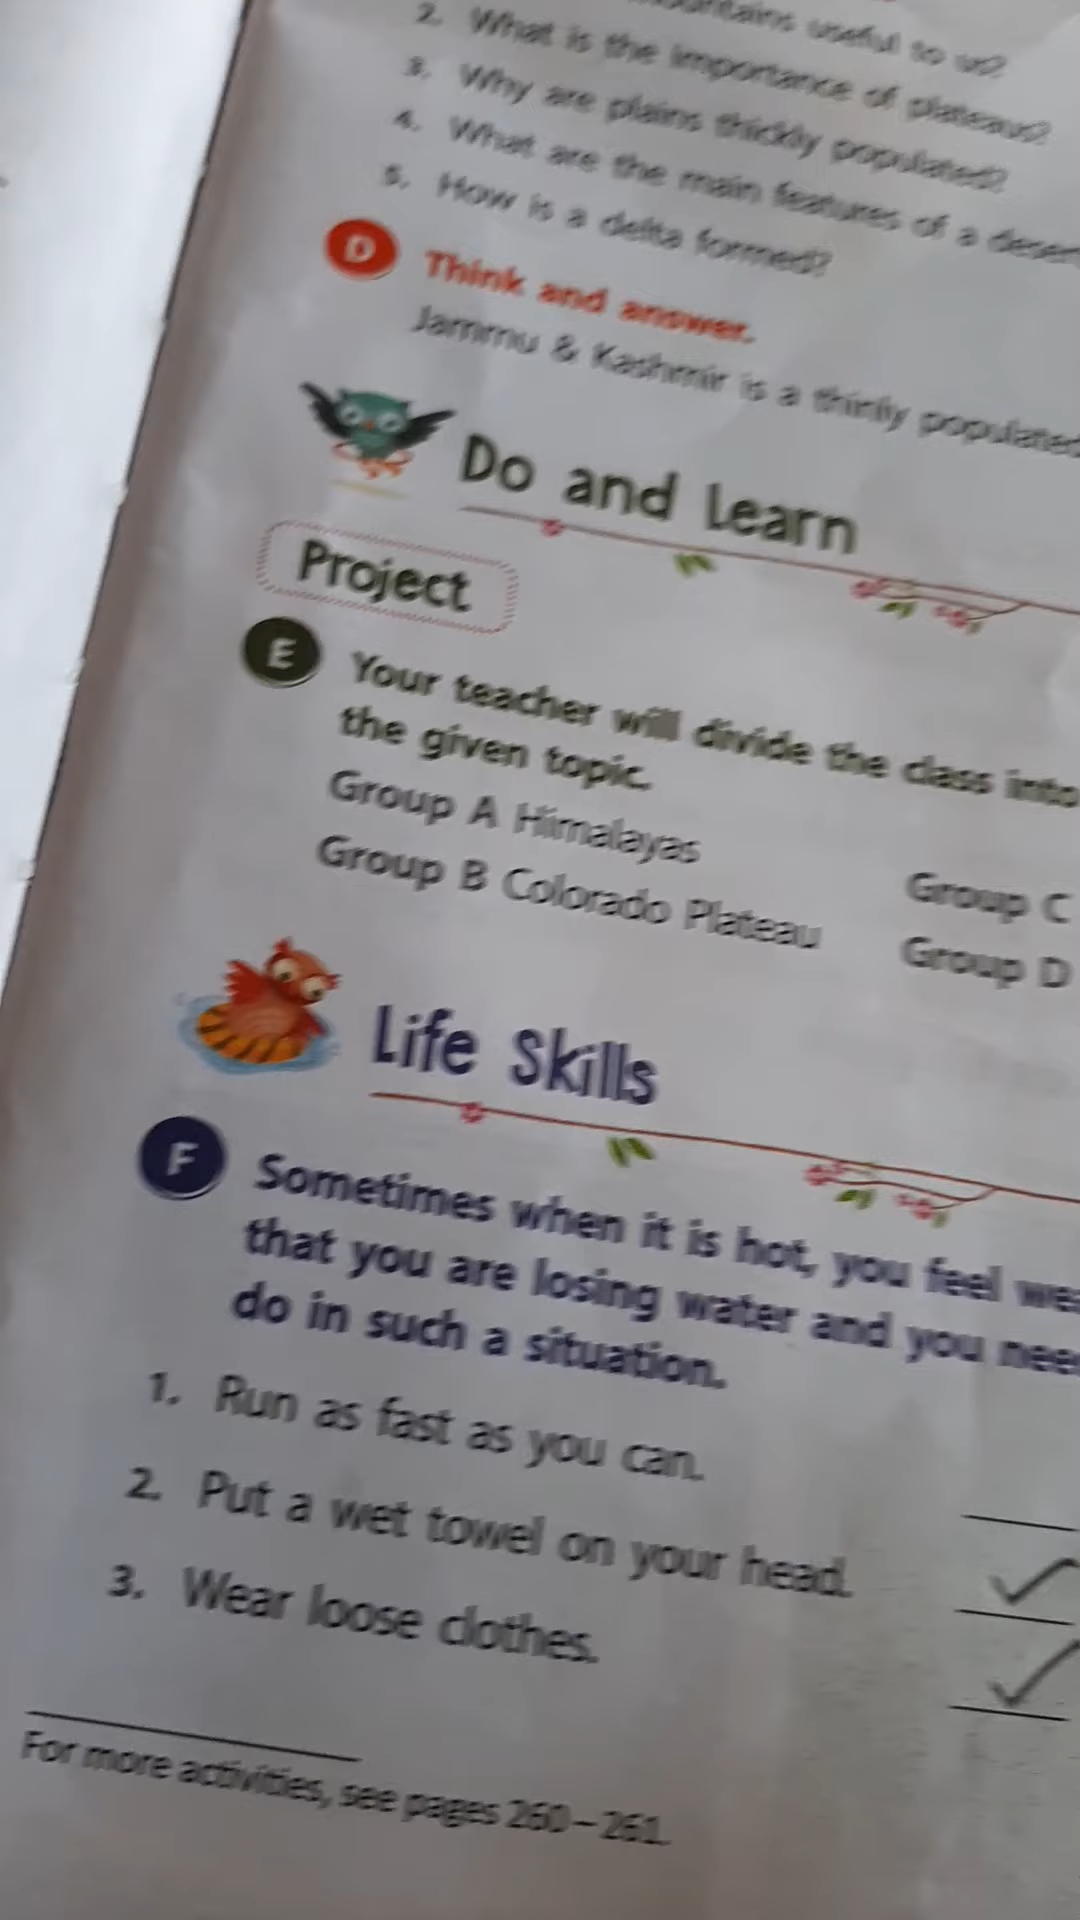 mountains useful to us?
2. What is the importance of plateaus?
3. Why are plains thickly populated?
4. What are the main features of a desert
5. How is a delta formed?
D Think and answer.
Jammu & Kashmir is a thinly populated
Do and Learn
Project
E Your teacher will divide the class into
the given topic.
Group A Himalayas
Group C
Group B Colorado Plateau
Group D
Life Skills
F Sometimes when it is hot, you feel
that you are losing water and you
do in such a situation.
1. Run as fast as you can.
2. Put a wet towel on your head.
3. Wear loose clothes.
For more activities, see pages 260 – 261.